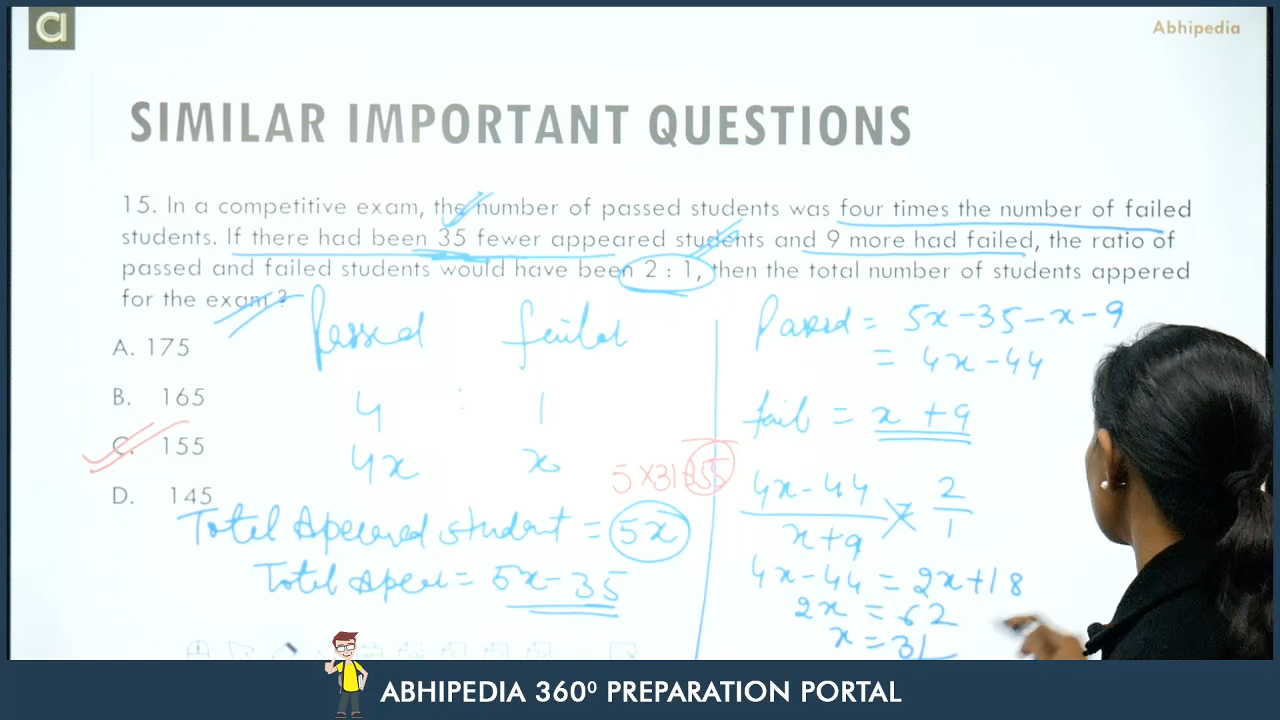 a
Abhipedia
SIMILAR IMPORTANT QUESTIONS
15. In a competitive exam, the number of passed students was four times the number of failed
students. If there had been 35 fewer appeared students and 9 more had failed, the ratio of
passed and failed students would have been 2 : 1, then the total number of students appered
for the exam?
A. 175
B. 165
C. 155
D. 145
Passed failed
4 : 1
4x x
5×31=155
Total Apeered student = 5x
Total Apeer = 5x-35
Passed = 5x-35-x-9
= 4x-44
fail = x+9
4x-44 2
x+9 1
4x-44 = 2x+18
2x = 62
x = 31
ABHIPEDIA 360⁰ PREPARATION PORTAL